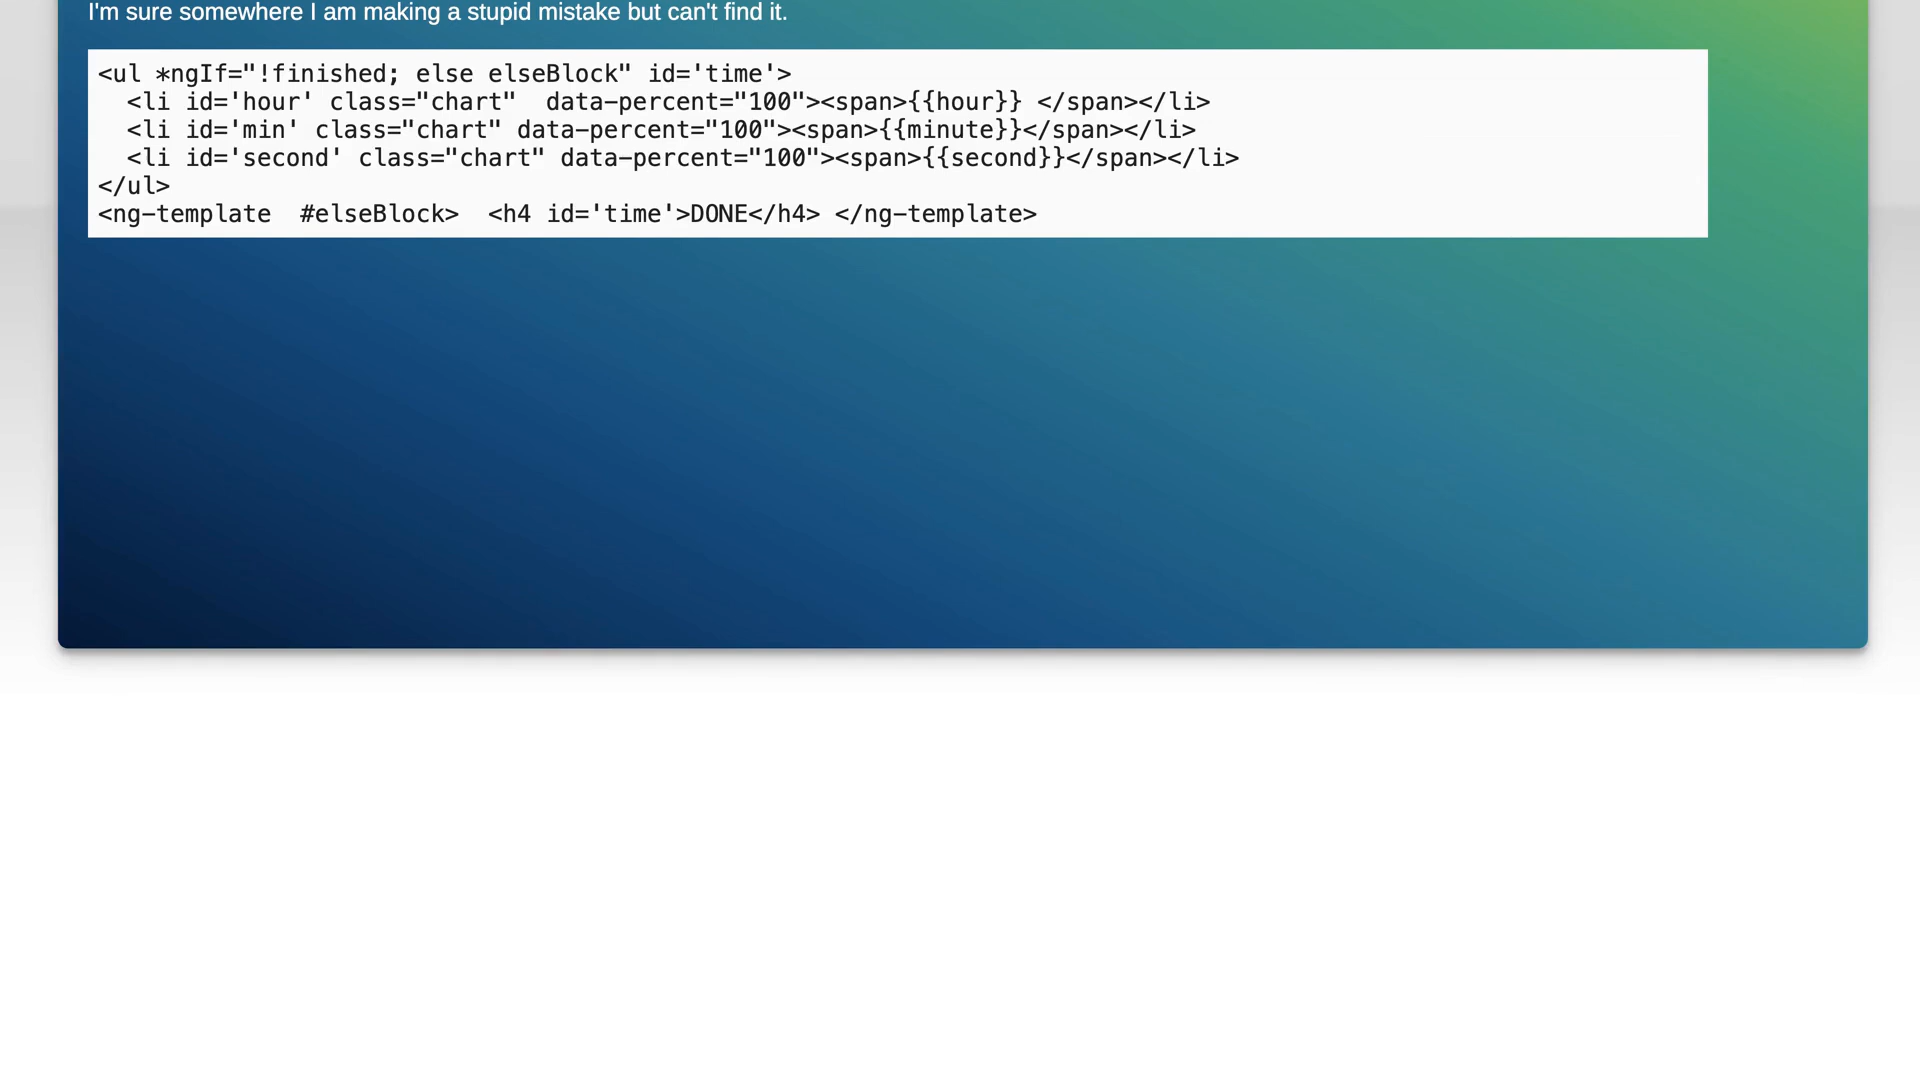 I'm sure somewhere I am making a stupid mistake but can't find it.
<ul *ngIf="!finished; else elseBlock" id='time'>
  <li id='hour' class="chart"  data-percent="100"><span>{{hour}} </span></li>
  <li id='min' class="chart" data-percent="100"><span>{{minute}}</span></li>
  <li id='second' class="chart" data-percent="100"><span>{{second}}</span></li>
</ul>
<ng-template  #elseBlock>  <h4 id='time'>DONE</h4> </ng-template>